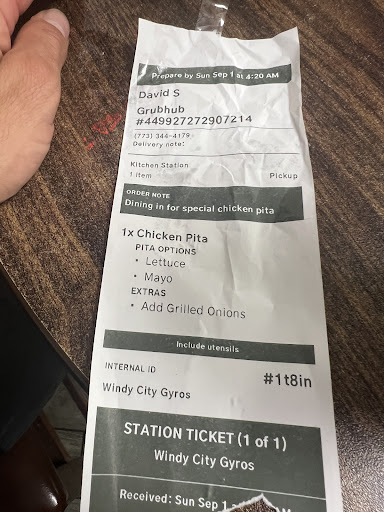 Prepare by Sun Sep 1 at 4:20 AM
David S
Grubhub
#449927272907214
(773) 344-4179
Delivery note:
Kitchen Station
1 item
Pickup
ORDER NOTE
Dining in for special chicken pita
1x Chicken Pita
PITA OPTIONS
• Lettuce
• Mayo
EXTRAS
• Add Grilled Onions
Include utensils
INTERNAL ID
#1t8in
Windy City Gyros
STATION TICKET (1 of 1)
Windy City Gyros
Received: Sun Sep 1